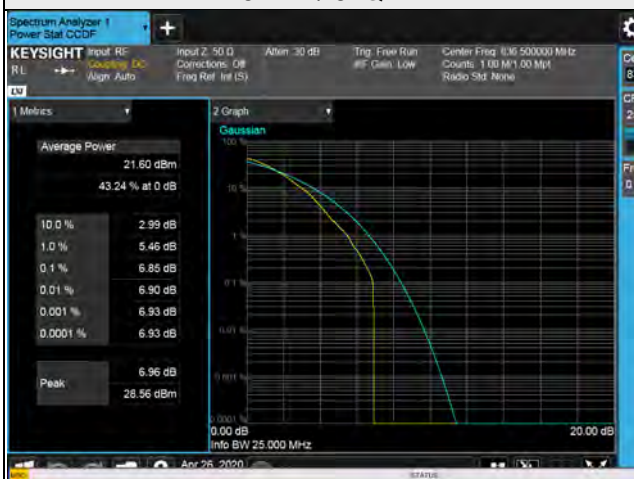 Spectrum Analyzer 1
Power Stat CCDF
+
KEYSIGHT Input: RF Input Z: 50 Ω Atten: 30 dB Trig: Free Run Center Freq: 836.500000 MHz
RL Coupling: DC Corrections: Off #IF Gain: Low Counts: 1.00 M/1.00 Mpt
Align: Auto Freq Ref: Int (S) Radio Std: None
1 Metrics
2 Graph
Gaussian
Average Power
21.60 dBm
43.24 % at 0 dB
10.0 % 2.99 dB
1.0 % 5.46 dB
0.1 % 6.85 dB
0.01 % 6.90 dB
0.001 % 6.93 dB
0.0001 % 6.93 dB
Peak 6.96 dB
28.56 dBm
100 %
10 %
1 %
0.1 %
0.01 %
0.001 %
0.0001 %
0.00 dB 20.00 dB
Info BW 25.000 MHz
Apr 26, 2020
STATUS